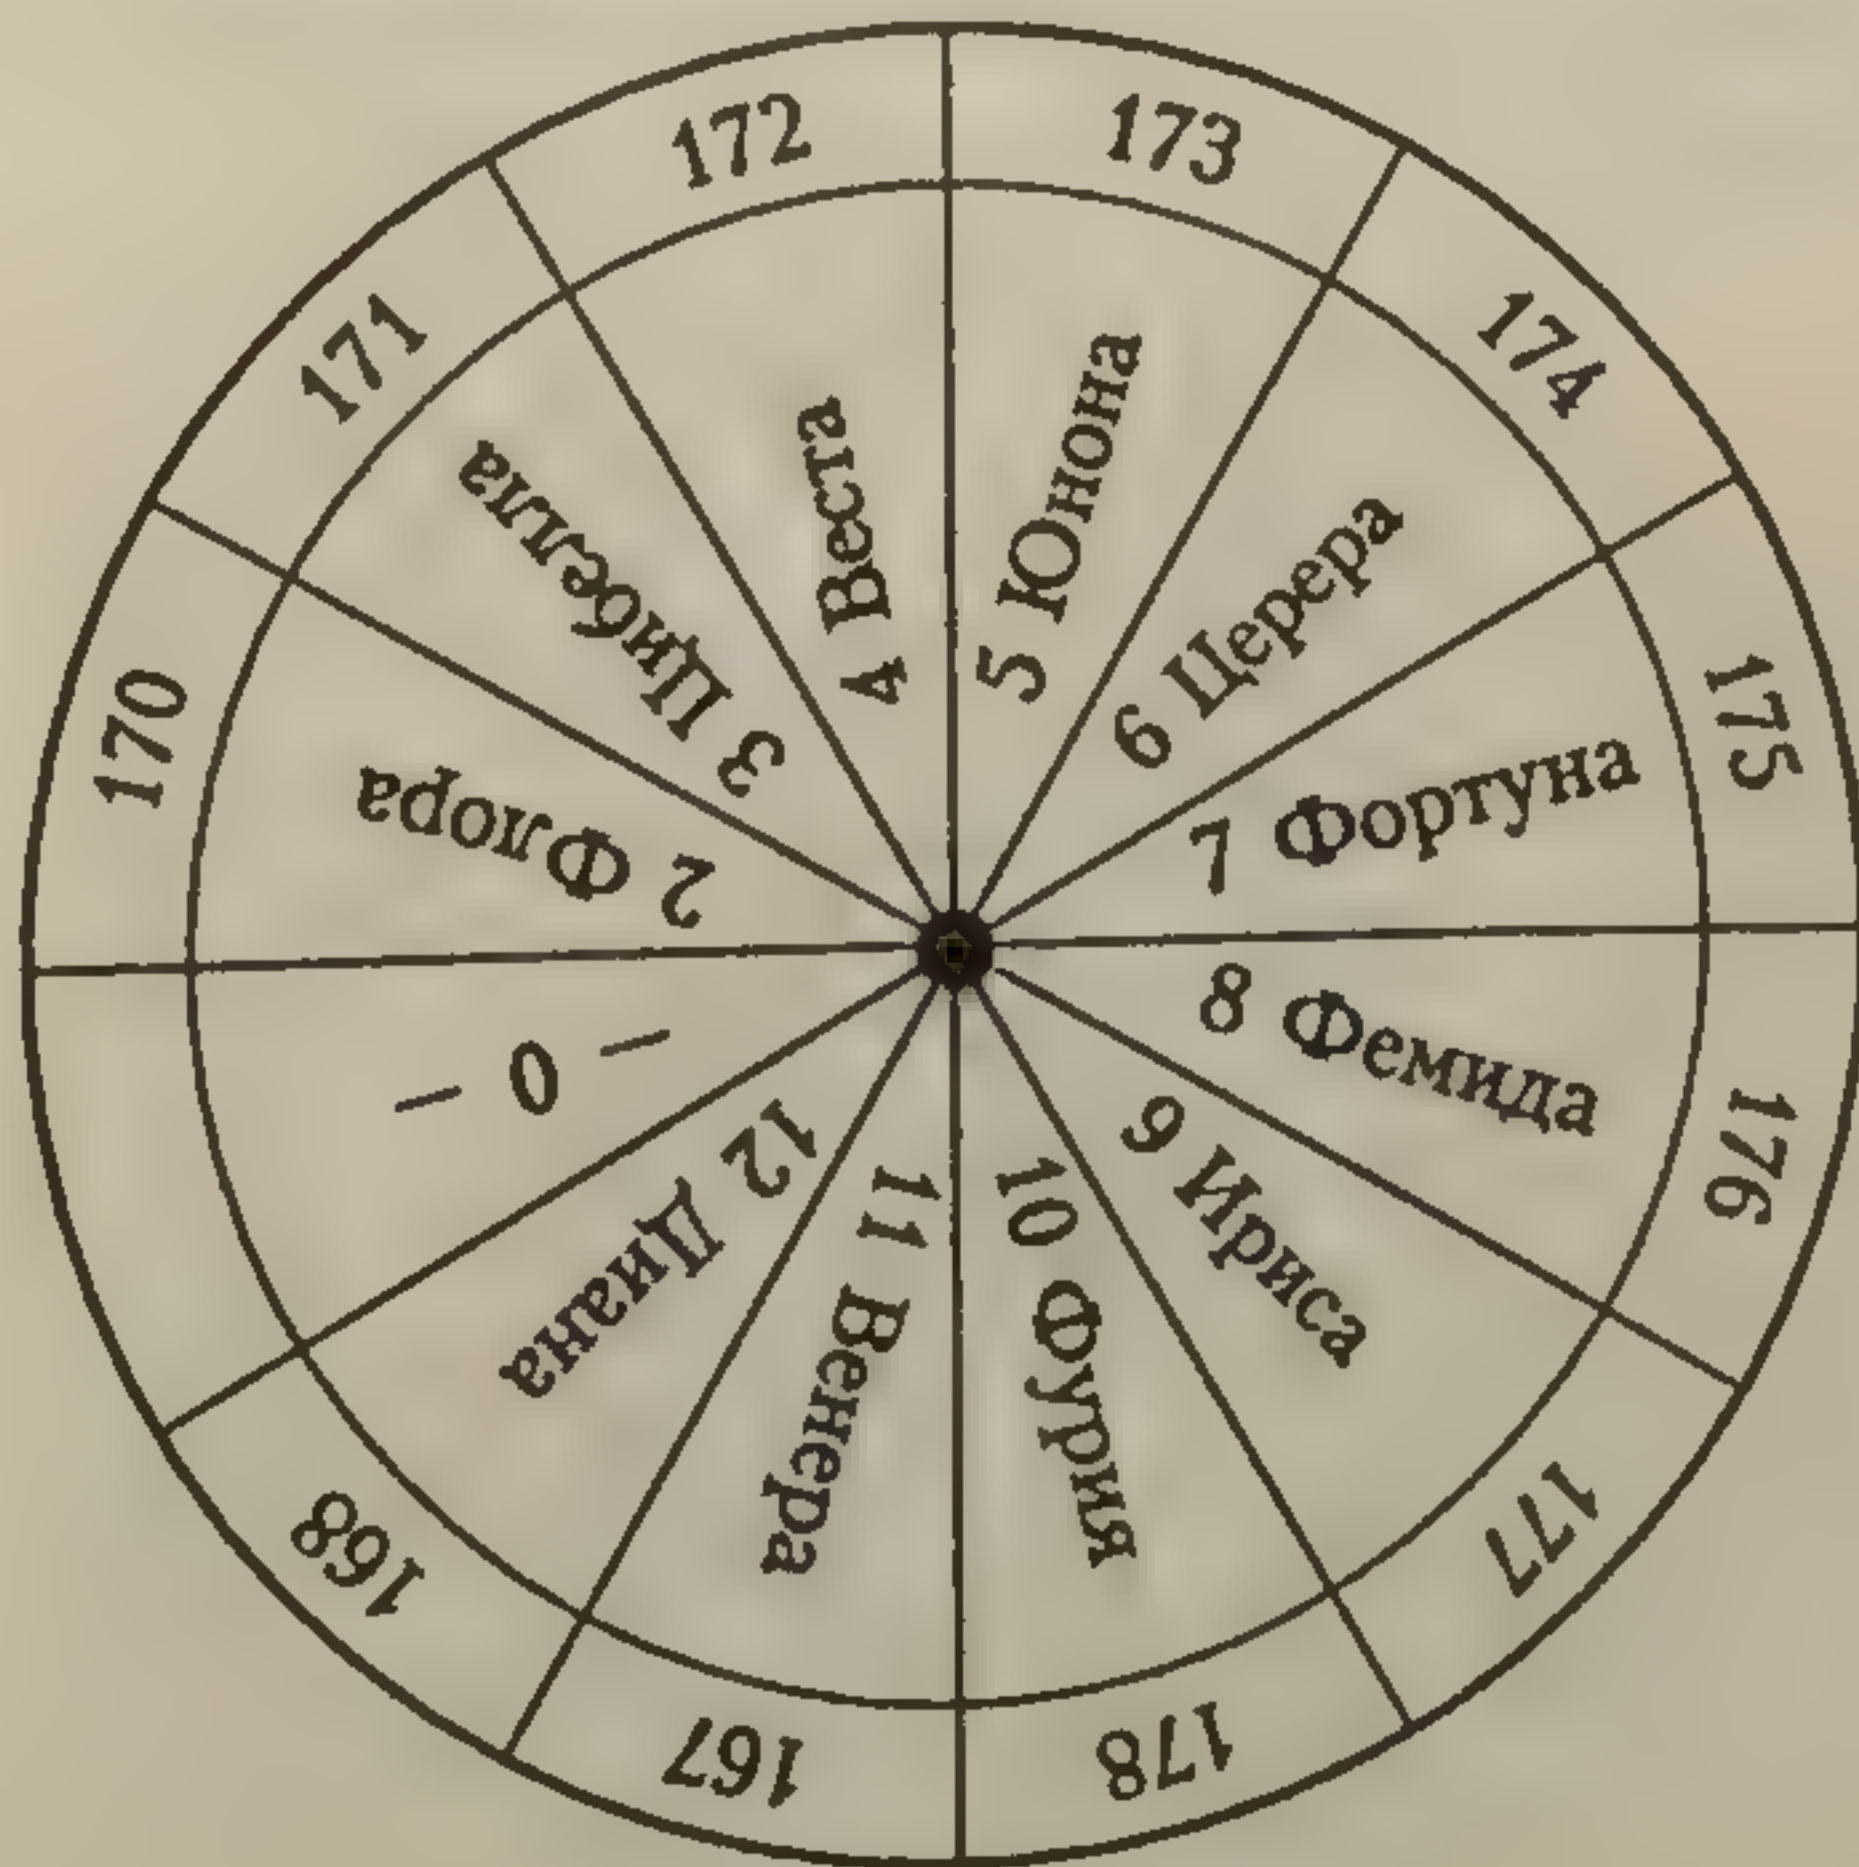 172
173
174
175
176
177
178
167
168
170
171
— 0 —
2 Флора
3 Цибелла
4 Веста
5 Юнона
6 Церера
7 Фортуна
8 Фемида
9 Ириса
10 Фурия
11 Венера
12 Диана